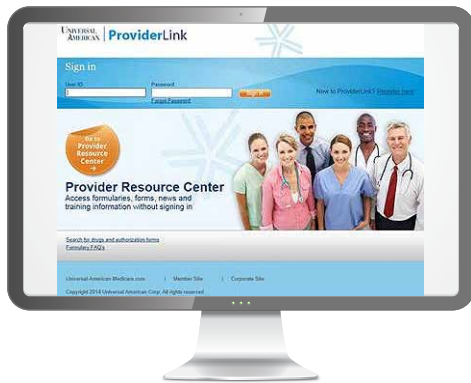 UNIVERSAL AMERICAN | ProviderLink
Sign in
User ID
Password
Sign in
Forgot Password
New to ProviderLink? Register here
Go to
Provider
Resource
Center
Provider Resource Center
Access formularies, forms, news and
training information without signing in
Search for drugs and authorization forms
Formulary FAQ's
Universal-American-Medicare.com | Member Site | Corporate Site
Copyright 2014 Universal American Corp. All rights reserved